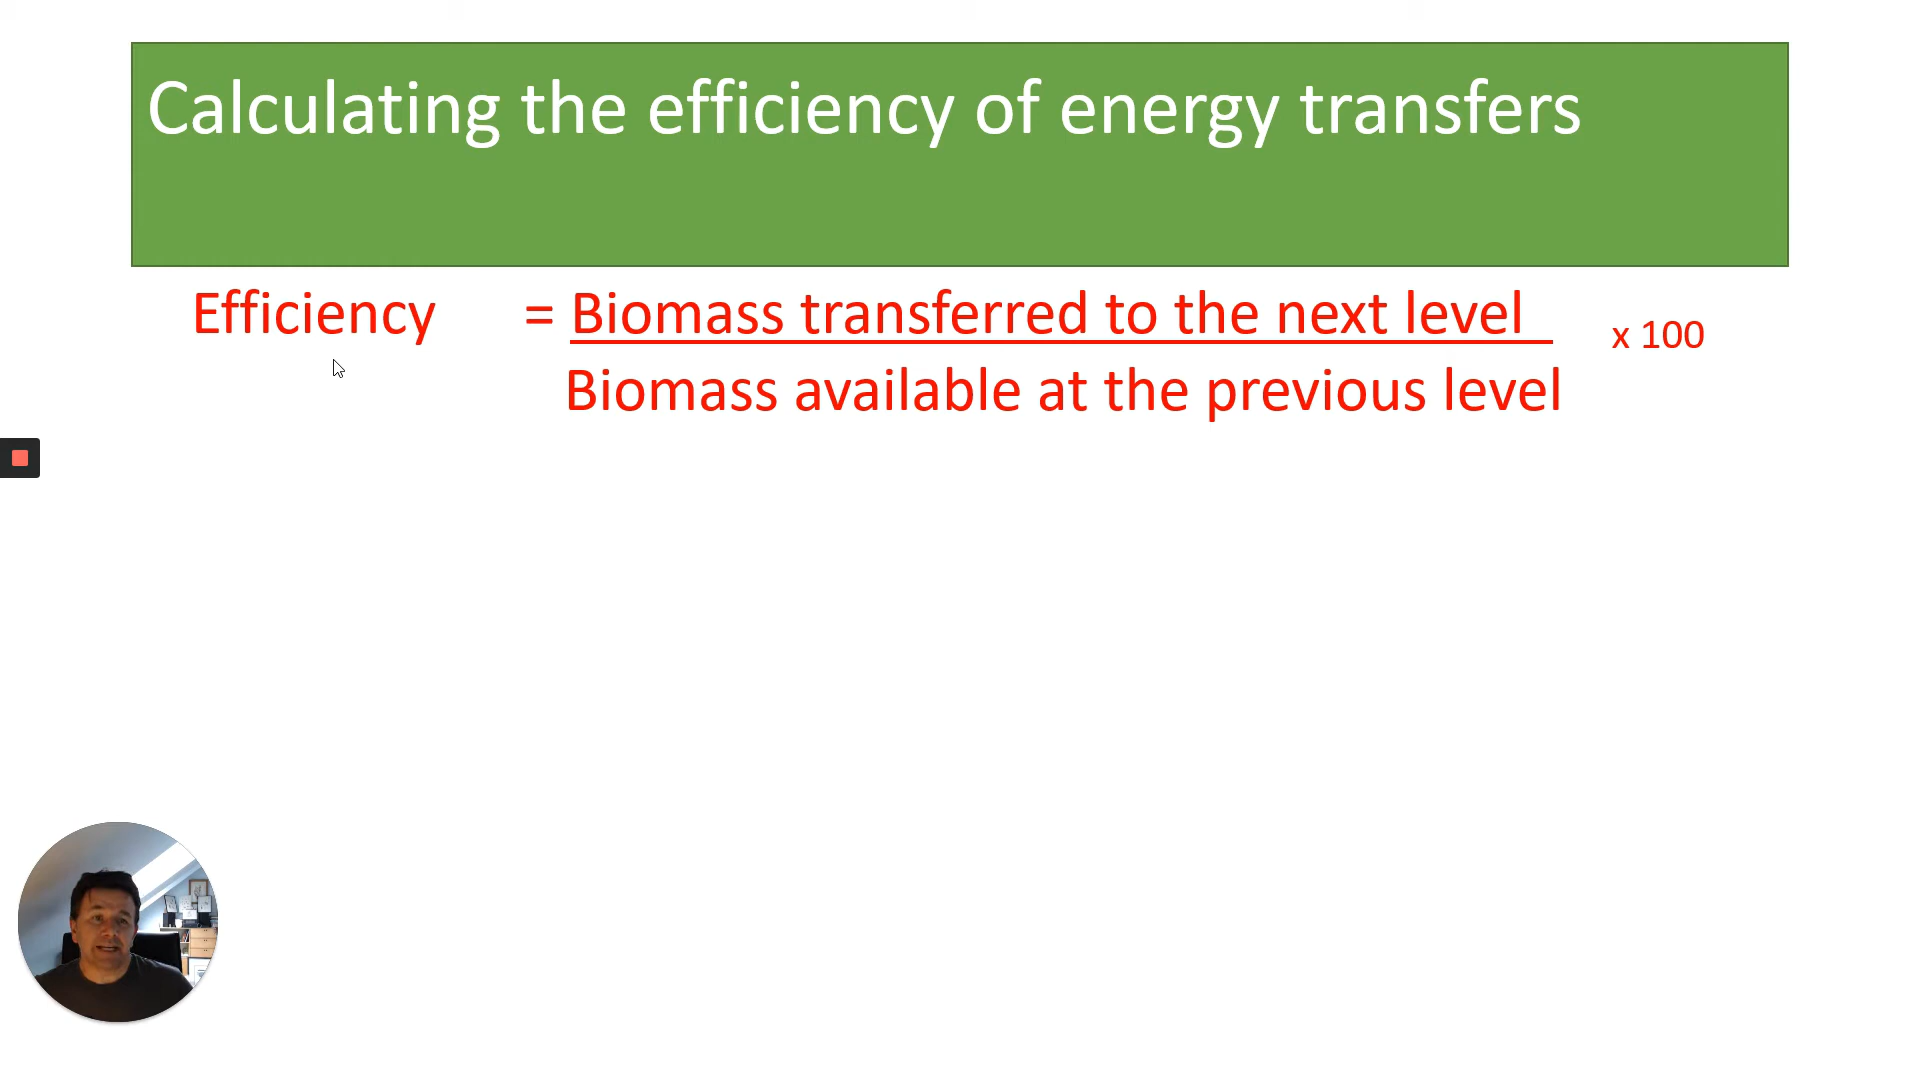 Calculating the efficiency of energy transfers
Efficiency = Biomass transferred to the next level x 100
Biomass available at the previous level